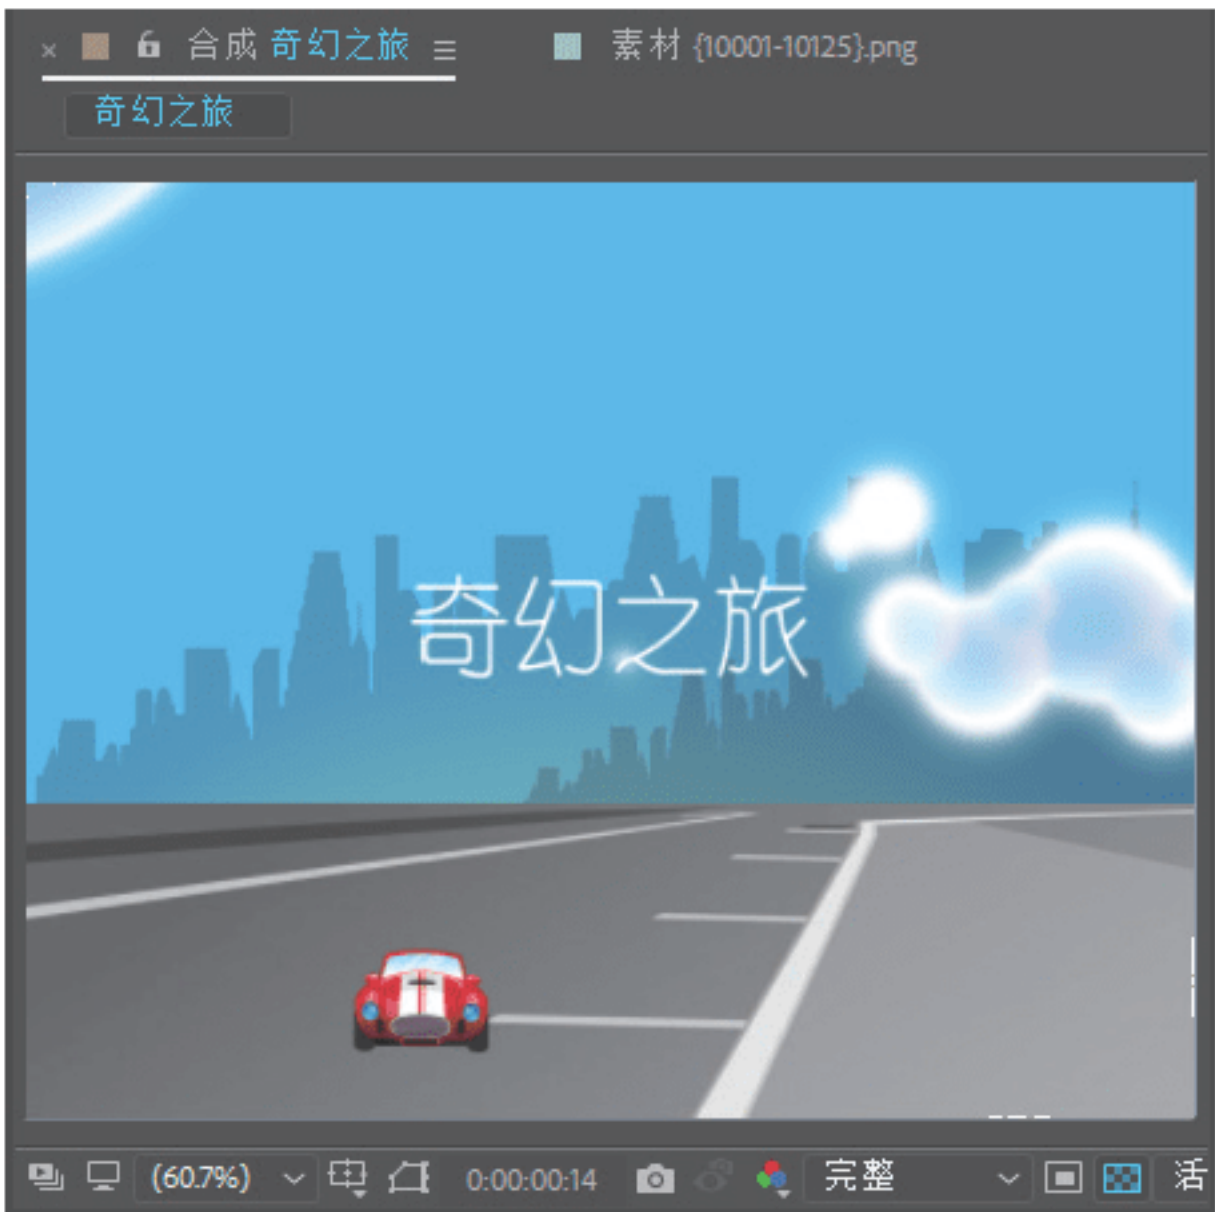 合成 奇幻之旅 素材 {10001-10125}.png
奇幻之旅
奇幻之旅
(60.7%) 0:00:00:14 完整 活